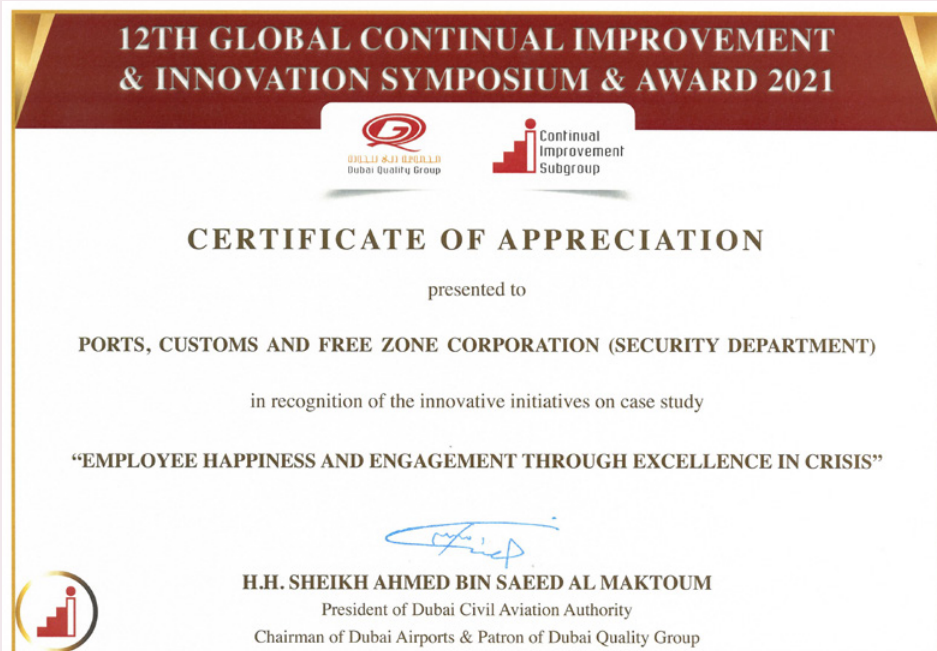 12TH GLOBAL CONTINUAL IMPROVEMENT
& INNOVATION SYMPOSIUM & AWARD 2021
Dubai Quality Group
Continual
Improvement
Subgroup
CERTIFICATE OF APPRECIATION
presented to
PORTS, CUSTOMS AND FREE ZONE CORPORATION (SECURITY DEPARTMENT)
in recognition of the innovative initiatives on case study
“EMPLOYEE HAPPINESS AND ENGAGEMENT THROUGH EXCELLENCE IN CRISIS”
H.H. SHEIKH AHMED BIN SAEED AL MAKTOUM
President of Dubai Civil Aviation Authority
Chairman of Dubai Airports & Patron of Dubai Quality Group